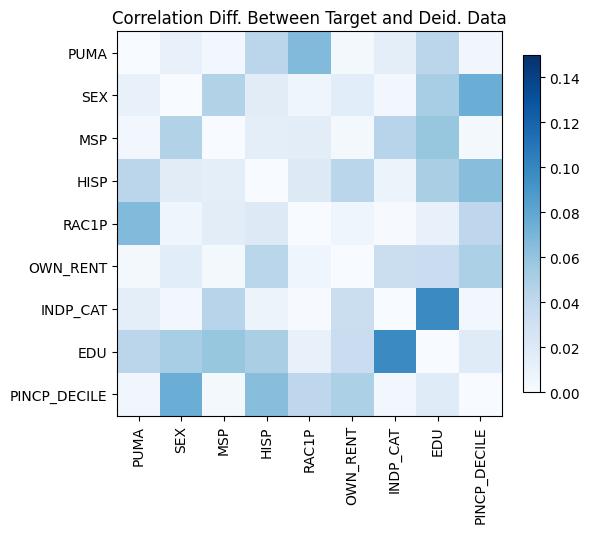 Correlation Diff. Between Target and Deid. Data
PUMA
SEX
MSP
HISP
RAC1P
OWN_RENT
INDP_CAT
EDU
PINCP_DECILE
PUMA
SEX
MSP
HISP
RAC1P
OWN_RENT
INDP_CAT
EDU
PINCP_DECILE
0.14
0.12
0.10
0.08
0.06
0.04
0.02
0.00